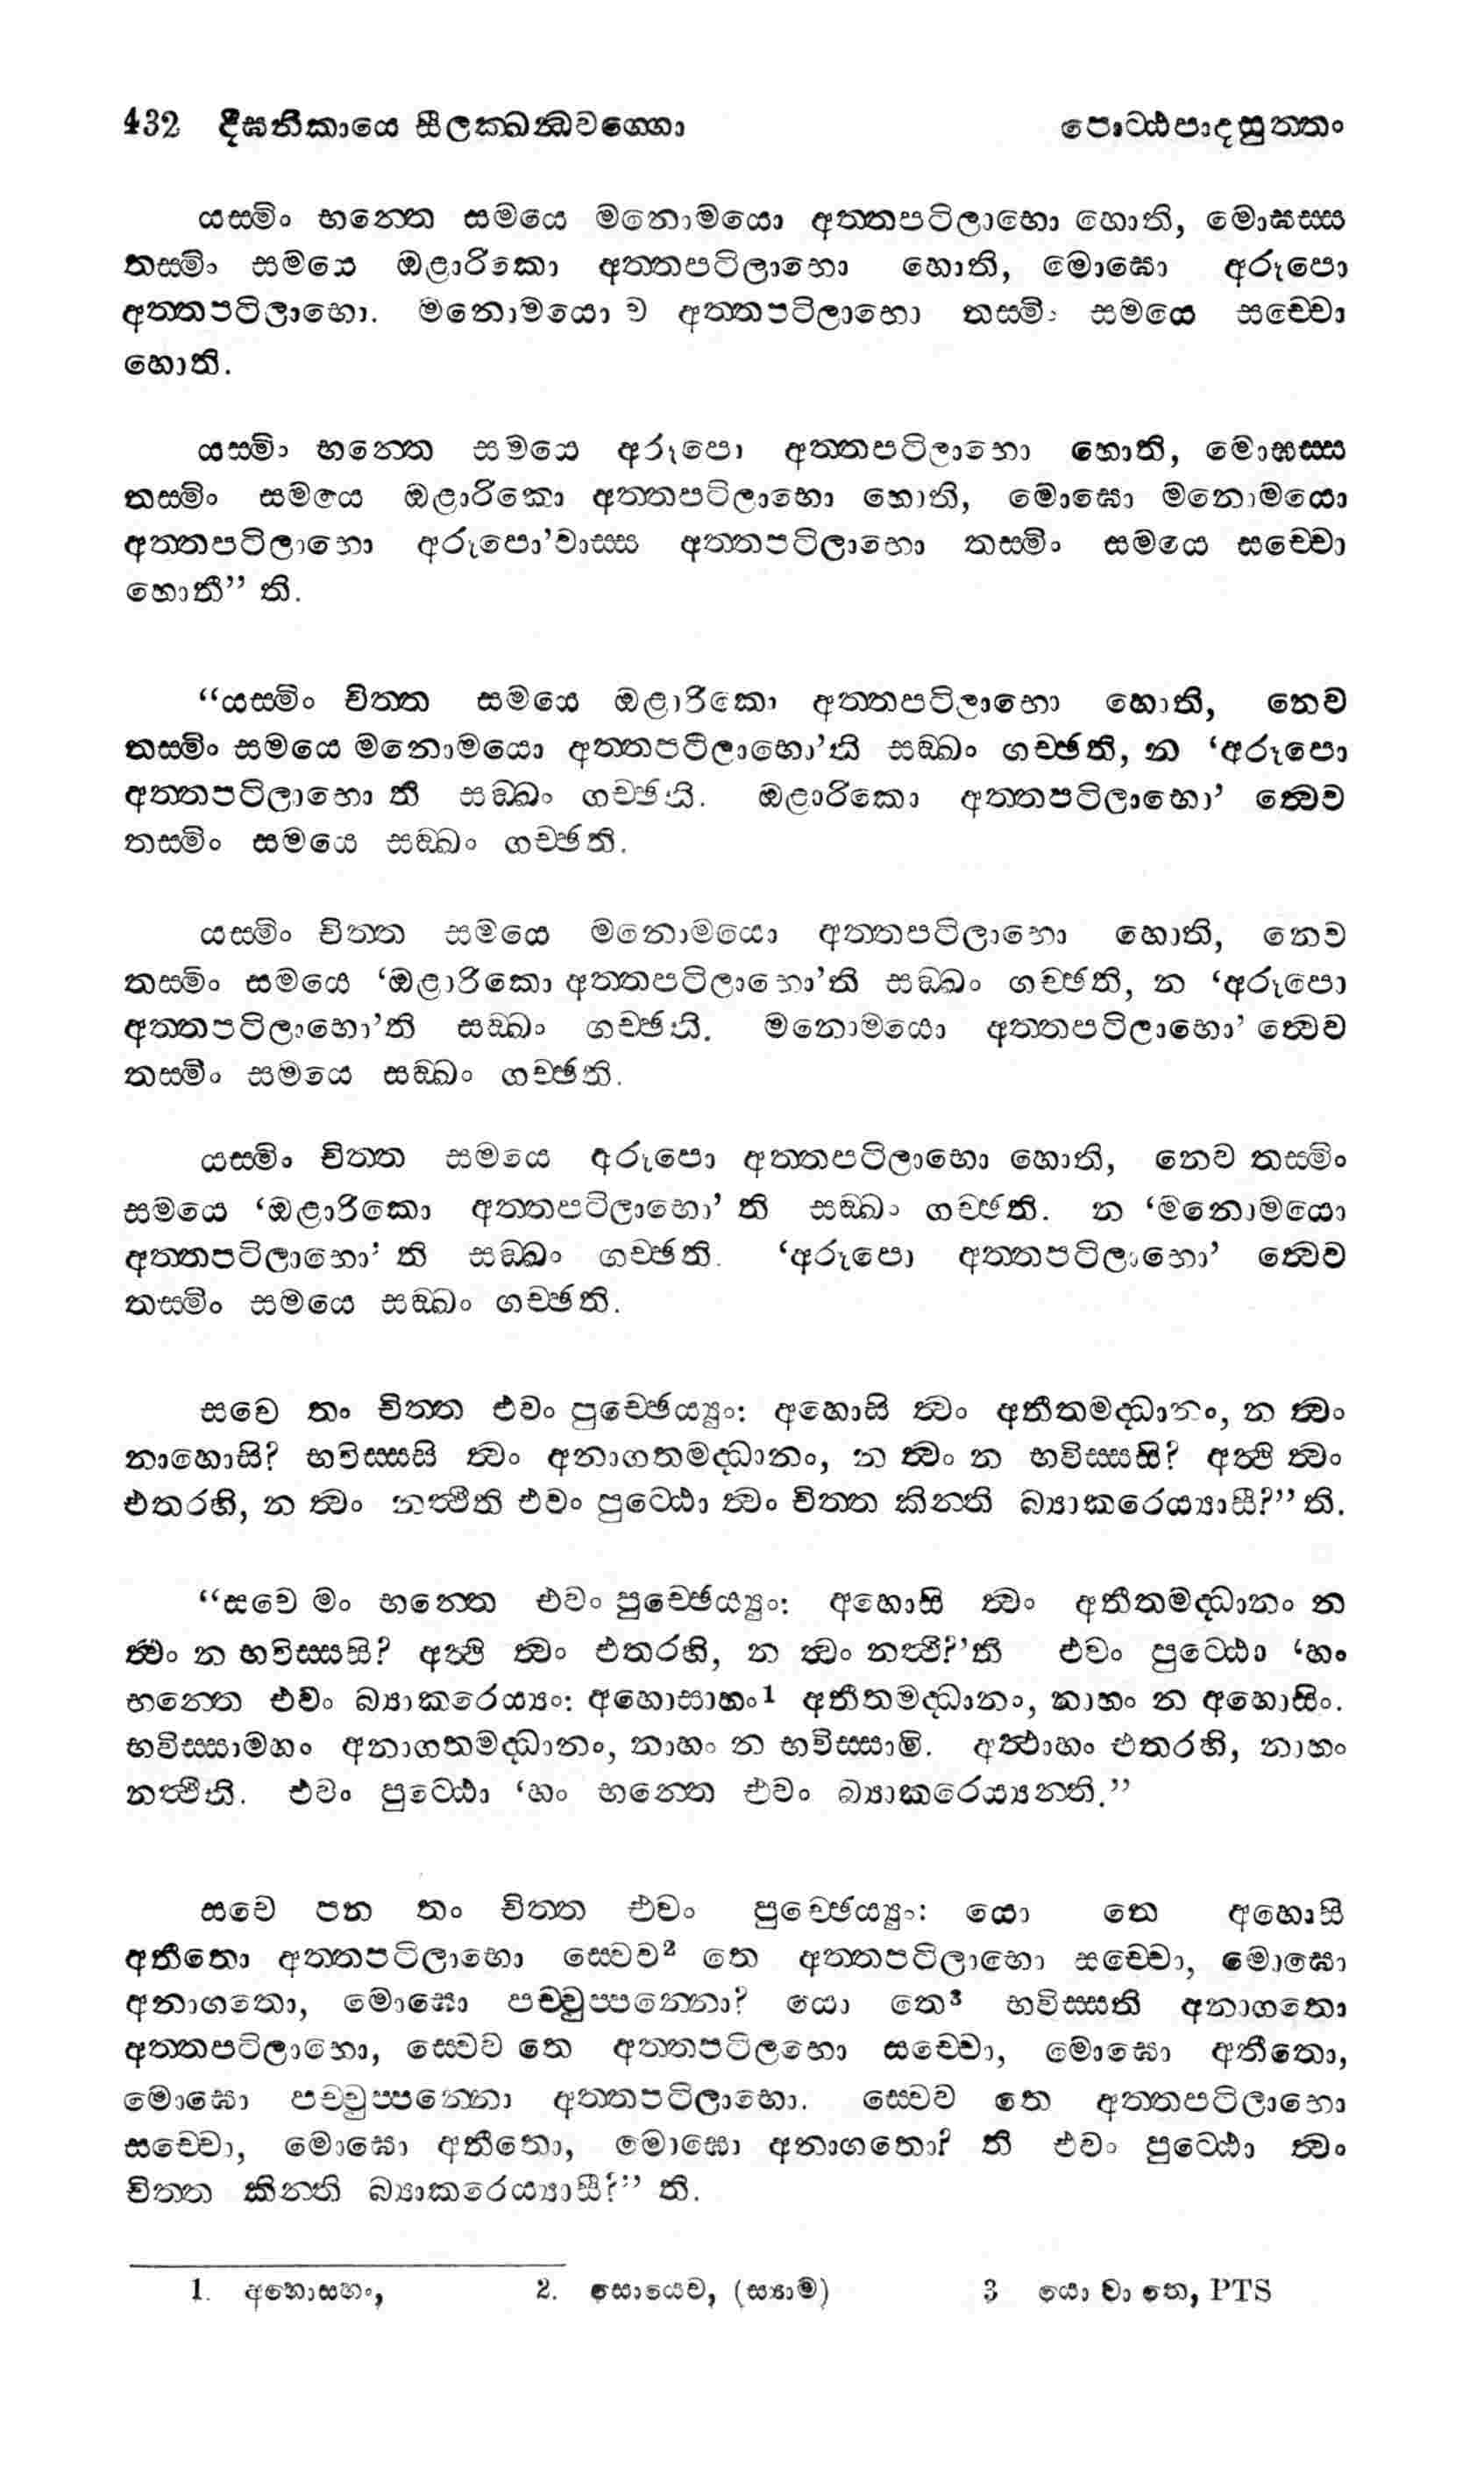 432 දීඝනිකායෙ සීලක්ඛන්ධවග්ගො පොට්ඨපාදසුත්තං
යස්මිං භන්තෙ සමයෙ මනොමයො අත්තපටිලාභො හොති, මොඝස්ස
තස්මිං සමයෙ ඔළාරිකො අත්තපටිලාභො හොති, මොඝො අරූපො
අත්තපටිලාභො. මනොමයො ව අත්තපටිලාභො තස්මිං සමයෙ සච්චො
හොති.
යස්මිං භන්තෙ සමයෙ අරූපො අත්තපටිලාභො හොති, මොඝස්ස
තස්මිං සමයෙ ඔළාරිකො අත්තපටිලාභො හොති, මොඝො මනොමයො
අත්තපටිලාභො අරූපො’වාස්ස අත්තපටිලාභො තස්මිං සමයෙ සච්චො
හොතී” ති.
“යස්මිං චිත්ත සමයෙ ඔළාරිකො අත්තපටිලාභො හොති, නෙව
තස්මිං සමයෙ මනොමයො අත්තපටිලාභො’ති සඞ්ඛං ගච්ඡති, න ‘අරූපො
අත්තපටිලාභො ති සඞ්ඛං ගච්ඡති. ඔළාරිකො අත්තපටිලාභො’ ත්වෙව
තස්මිං සමයෙ සඞ්ඛං ගච්ඡති.
යස්මිං චිත්ත සමයෙ මනොමයො අත්තපටිලාභො හොති, නෙව
තස්මිං සමයෙ ‘ඔළාරිකො අත්තපටිලාභො’ති සඞ්ඛං ගච්ඡති, න ‘අරූපො
අත්තපටිලාභො’ති සඞ්ඛං ගච්ඡති. මනොමයො අත්තපටිලාභො’ ත්වෙව
තස්මිං සමයෙ සඞ්ඛං ගච්ඡති.
යස්මිං චිත්ත සමයෙ අරූපො අත්තපටිලාභො හොති, නෙව තස්මිං
සමයෙ ‘ඔළාරිකො අත්තපටිලාභො’ ති සඞ්ඛං ගච්ඡති. න ‘මනොමයො
අත්තපටිලාභො’ ති සඞ්ඛං ගච්ඡති. ‘අරූපො අත්තපටිලාභො’ ත්වෙව
තස්මිං සමයෙ සඞ්ඛං ගච්ඡති.
සචෙ තං චිත්ත එවං පුච්ඡෙය්‍යුං: අහොසි ත්වං අතීතමද්ධානං, න ත්වං
නාහොසි? භවිස්සසි ත්වං අනාගතමද්ධානං, න ත්වං න භවිස්සසි? අත්ථි ත්වං
එතරහි, න ත්වං නත්ථීති එවං පුට්ඨො ත්වං චිත්ත කින්ති බ්‍යාකරෙය්‍යාසී?” ති.
“සචෙ මං භන්තෙ එවං පුච්ඡෙය්‍යුං: අහොසි ත්වං අතීතමද්ධානං න
ත්වං න භවිස්සසි? අත්ථි ත්වං එතරහි, න ත්වං නත්ථි?’ති එවං පුට්ඨො ‘හං
භන්තෙ එවං බ්‍යාකරෙය්‍යං: අහොසාහං1 අතීතමද්ධානං, නාහං න අහොසිං.
භවිස්සාමහං අනාගතමද්ධානං, නාහං න භවිස්සාමි. අත්ථාහං එතරහි, නාහං
නත්ථීති. එවං පුට්ඨො ‘හං භන්තෙ එවං බ්‍යාකරෙය්‍යන්ති.”
සචෙ පන තං චිත්ත එවං පුච්ඡෙය්‍යුං: යො තෙ අහොසි
අතීතො අත්තපටිලාභො ස්වෙව2 තෙ අත්තපටිලාභො සච්චො, මොඝො
අනාගතො, මොඝො පච්චුප්පන්නො? යො තෙ3 භවිස්සති අනාගතො
අත්තපටිලාභො, ස්වෙව තෙ අත්තපටිලභො සච්චො, මොඝො අතීතො,
මොඝො පච්චුප්පන්නො අත්තපටිලාභො. ස්වෙව තෙ අත්තපටිලාභො
සච්චො, මොඝො අතීතො, මොඝො අනාගතො? ති එවං පුට්ඨො ත්වං
චිත්ත කින්ති බ්‍යාකරෙය්‍යාසී?” ති.
1. අහොසහං, 2. සොයෙව, (ස්‍යාම) 3 යො වා තෙ, PTS